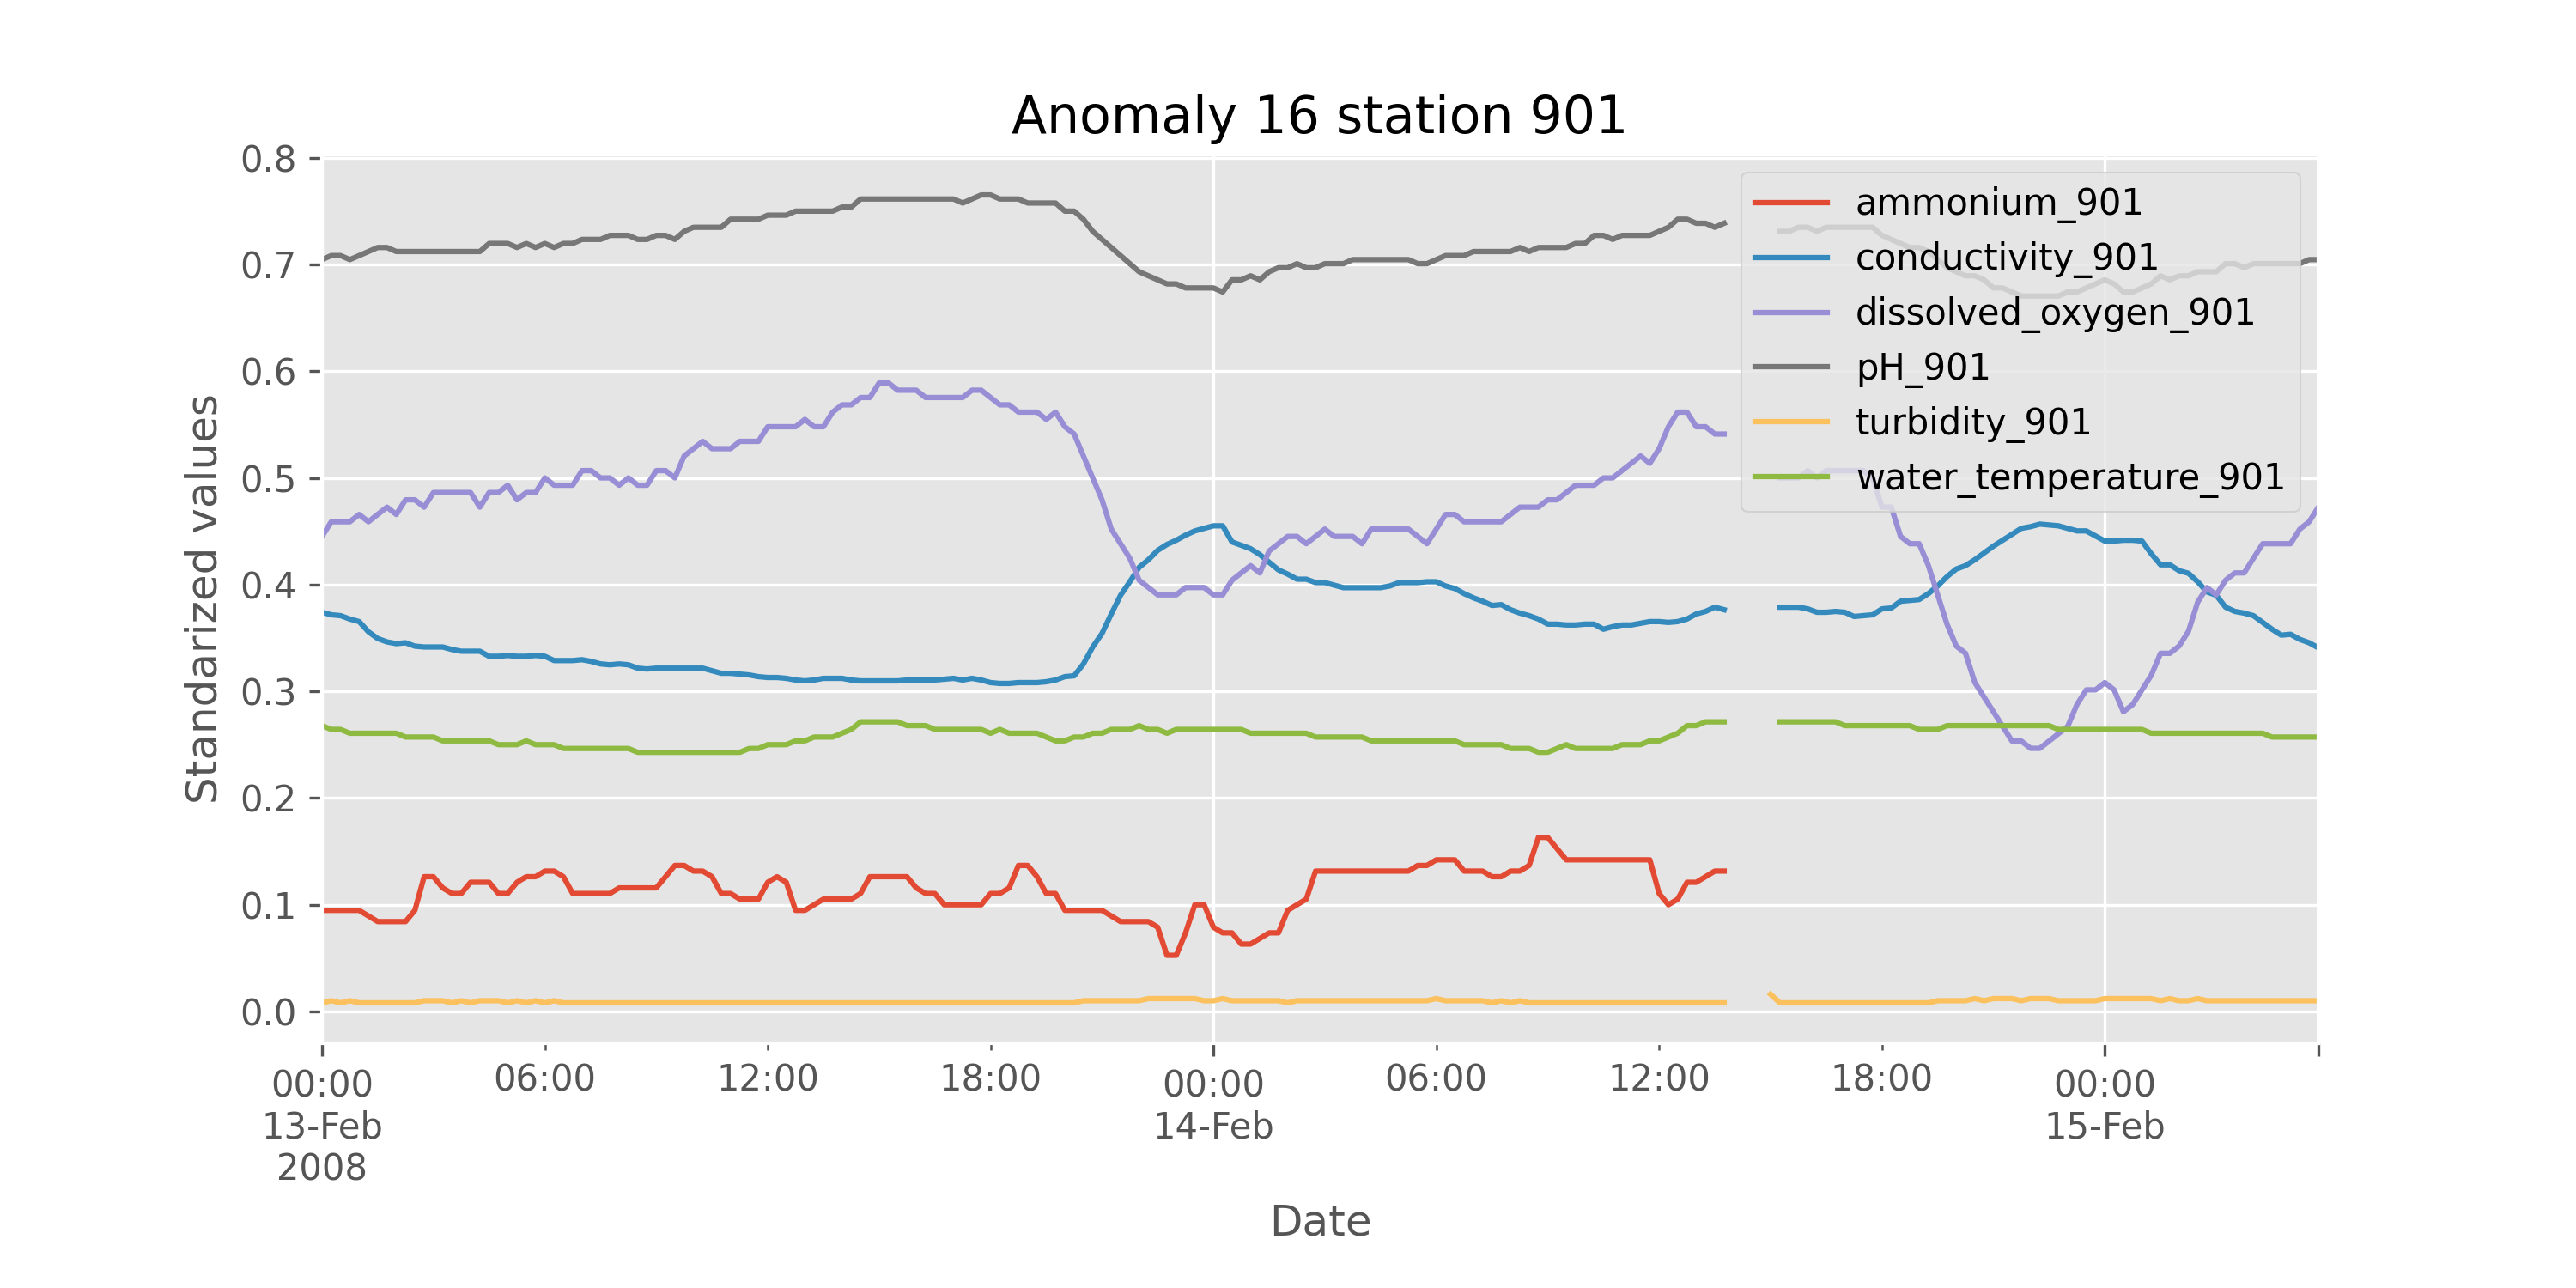 Anomaly 16 station 901
0.8
0.7
0.6
0.5
0.4
0.3
0.2
0.1
0.0
Standarized values
ammonium_901
conductivity_901
dissolved_oxygen_901
pH_901
turbidity_901
water_temperature_901
00:00 06:00 12:00 18:00 00:00 06:00 12:00 18:00 00:00
13-Feb 14-Feb 15-Feb
2008
Date